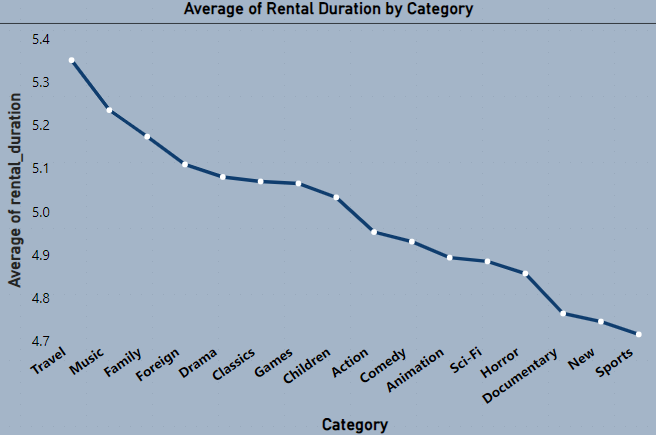 Average of Rental Duration by Category
Average of rental_duration
5.4
5.3
5.2
5.1
5.0
4.9
4.8
4.7
Travel
Music
Family
Foreign
Drama
Classics
Games
Children
Action
Comedy
Animation
Sci-Fi
Horror
Documentary
New
Sports
Category